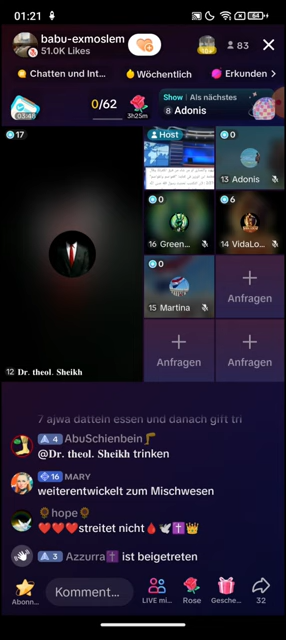 01:21
64
babu-exmoslem
51.0K Likes
83
Chatten und Int...
Wöchentlich
Erkunden
03:48
0/62
3h25m
Show | Als nächstes
8 Adonis
17
Host
0
13 Adonis
0
16 Green...
6
14 VidaLo...
0
15 Martina
Anfragen
Anfragen
Anfragen
12 Dr. theol. Sheikh
7 ajwa datteln essen und danach gift tri
4 AbuSchienbein
@Dr. theol. Sheikh trinken
16 MARY
weiterentwickelt zum Mischwesen
🌻hope🌻
❤️❤️❤️streitet nicht🩸🕊️✝️👑
3 Azzurra✝️ ist beigetreten
Abonn...
Komment...
LIVE mi...
Rose
Gesche...
32